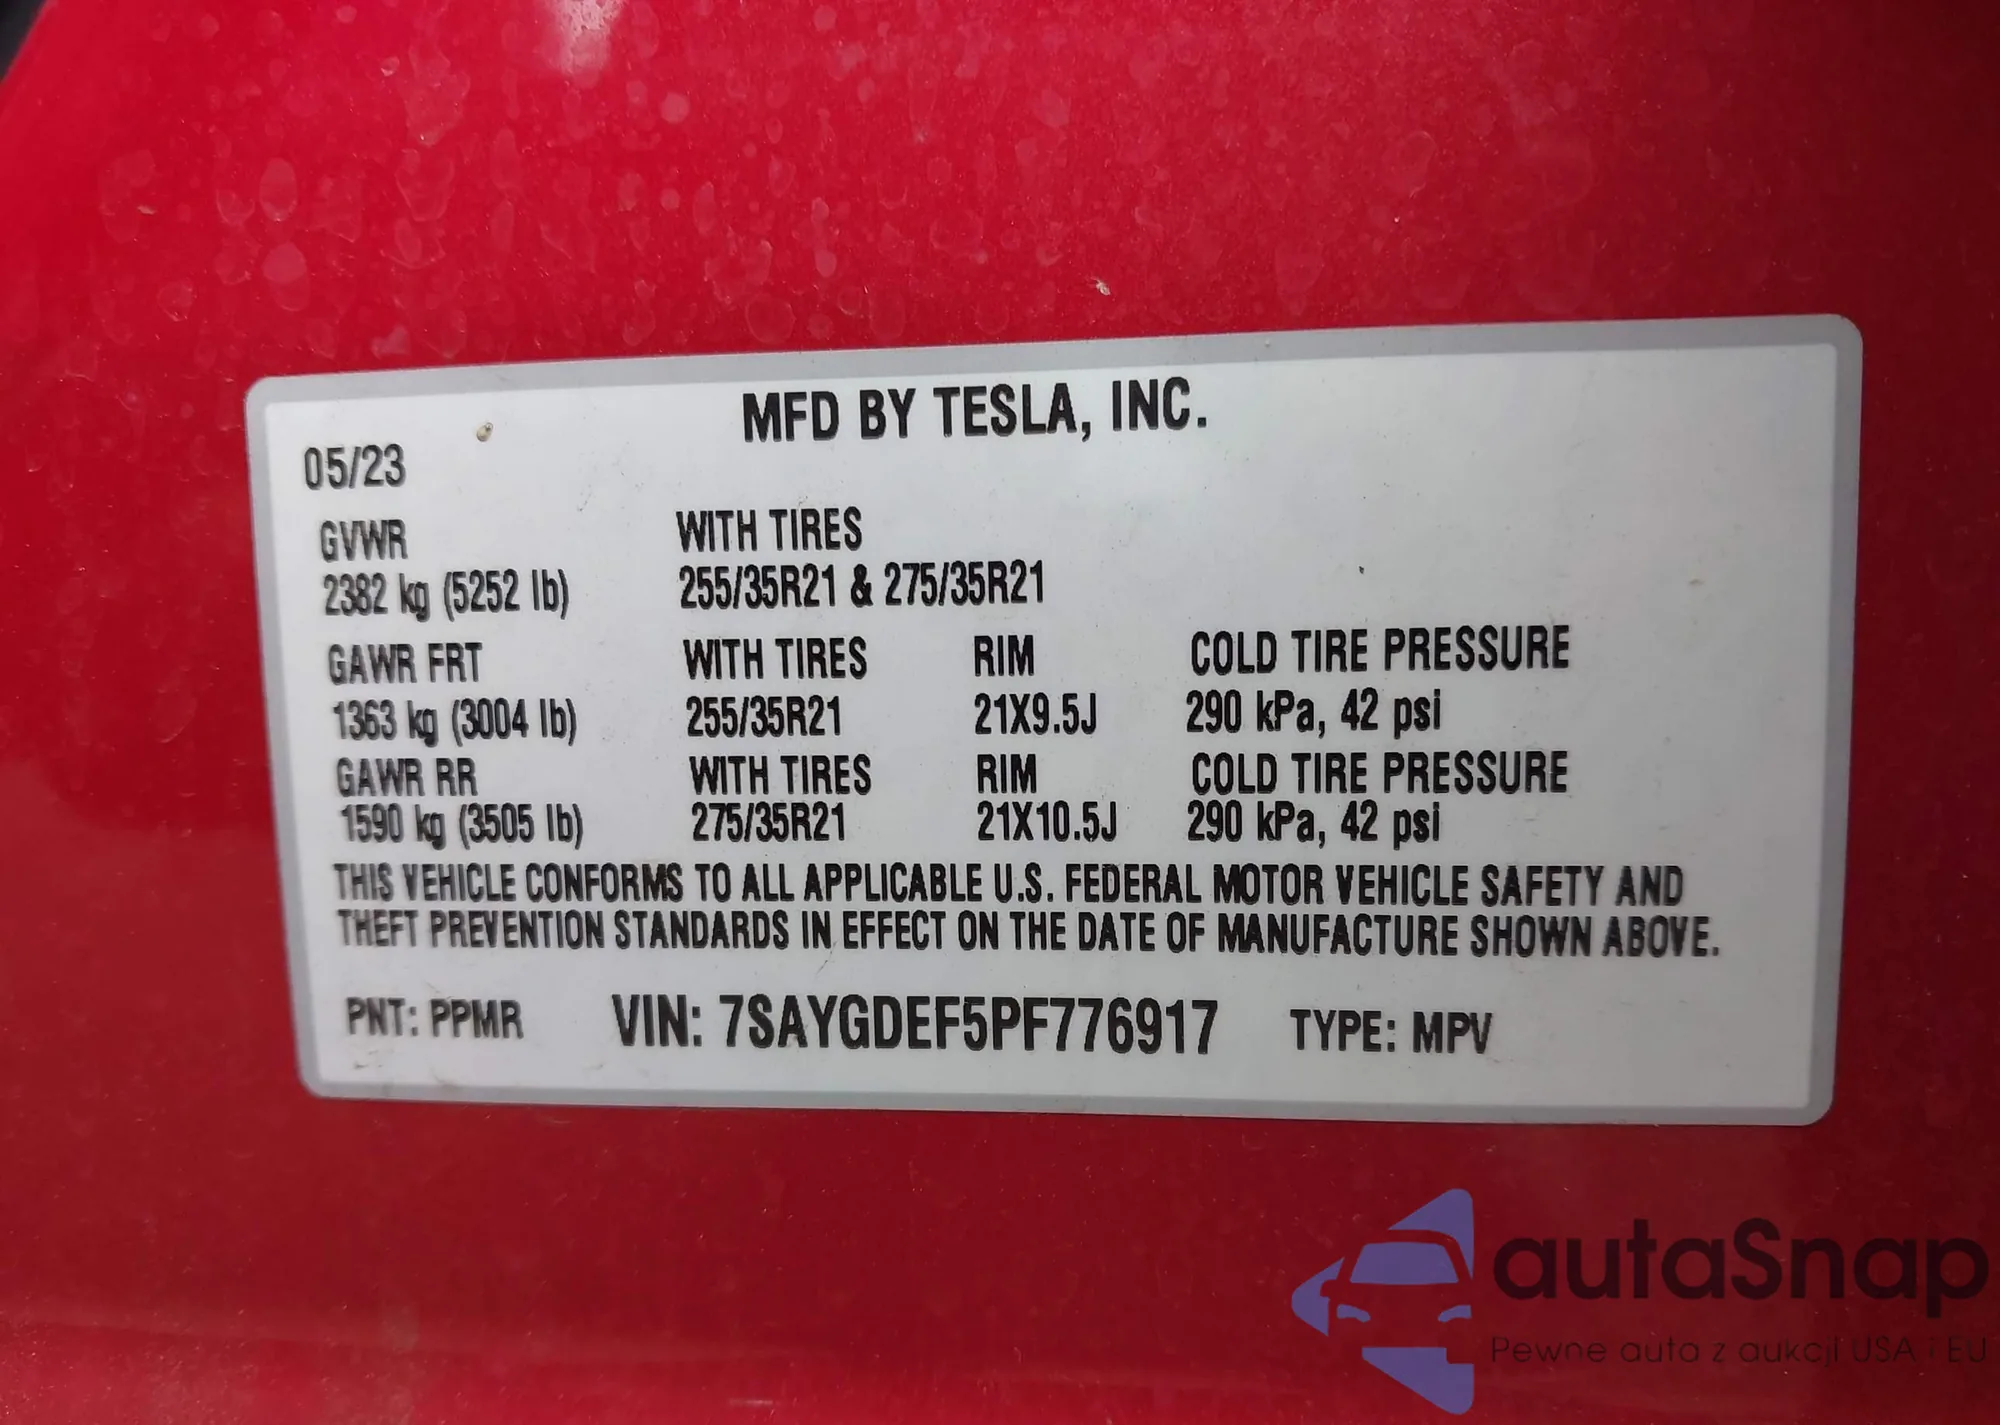 MFD BY TESLA, INC.
05/23
GVWR WITH TIRES
2382 kg (5252 lb) 255/35R21 & 275/35R21
GAWR FRT WITH TIRES RIM COLD TIRE PRESSURE
1363 kg (3004 lb) 255/35R21 21X9.5J 290 kPa, 42 psi
GAWR RR WITH TIRES RIM COLD TIRE PRESSURE
1590 kg (3505 lb) 275/35R21 21X10.5J 290 kPa, 42 psi
THIS VEHICLE CONFORMS TO ALL APPLICABLE U.S. FEDERAL MOTOR VEHICLE SAFETY AND
THEFT PREVENTION STANDARDS IN EFFECT ON THE DATE OF MANUFACTURE SHOWN ABOVE.
PNT: PPMR VIN: 7SAYGDEF5PF776917 TYPE: MPV
autaSnap
Pewne auta z aukcji USA i EU